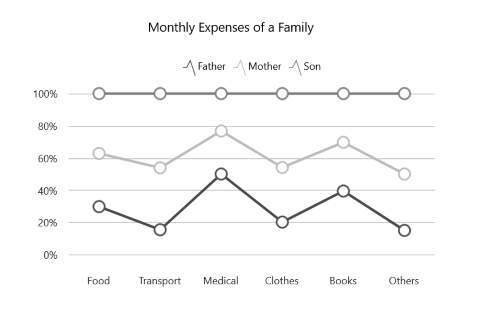 Monthly Expenses of a Family
Father Mother Son
100%
80%
60%
40%
20%
0%
Food Transport Medical Clothes Books Others